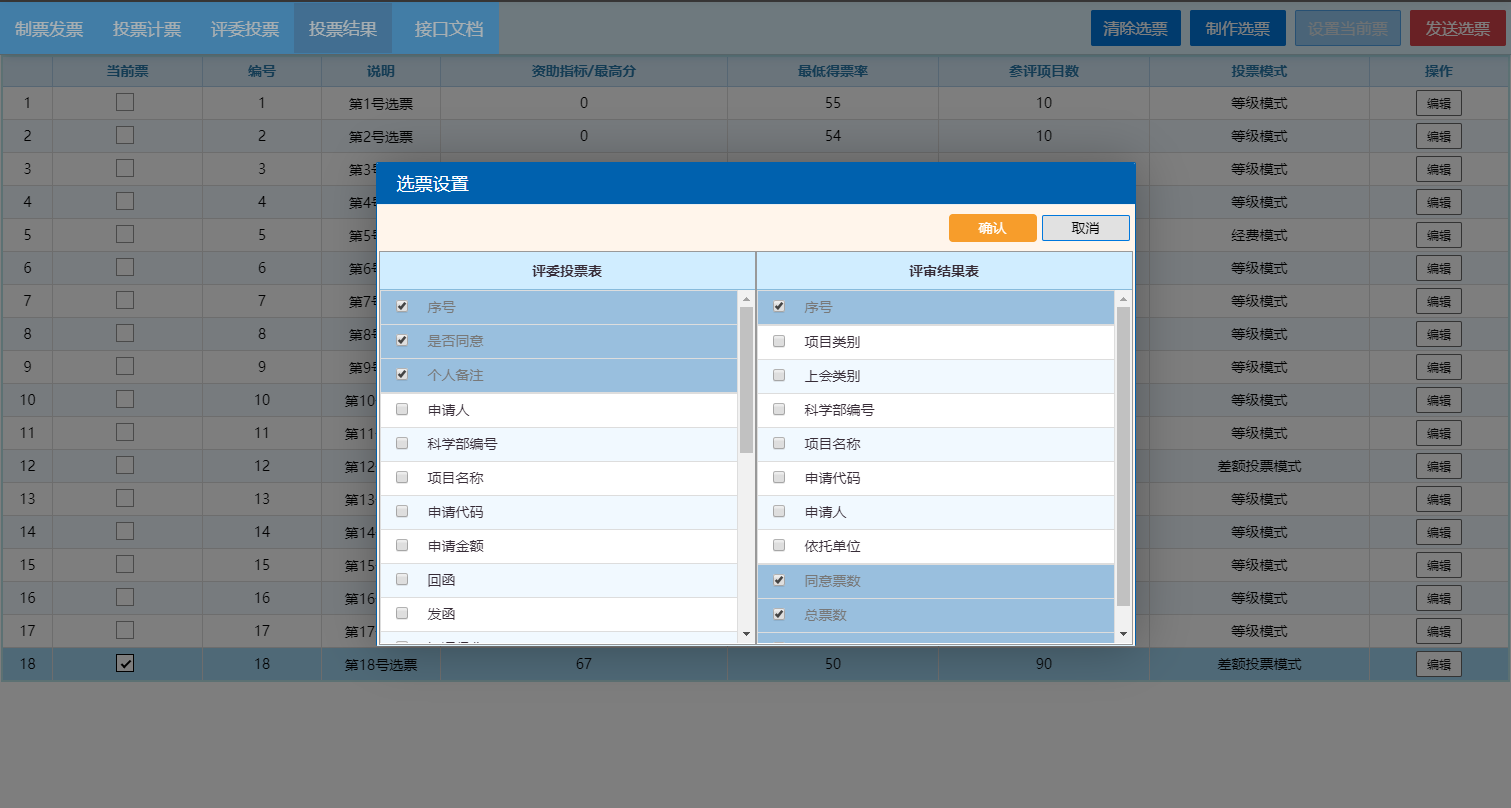 制票发票 投票计票 评委投票 投票结果 接口文档 清除选票 制作选票 设置当前票 发送选票
当前票 编号 说明 资助指标/最高分 最低得票率 参评项目数 投票模式 操作
1 1 第1号选票 0 55 10 等级模式 编辑
2 2 第2号选票 0 54 10 等级模式 编辑
3 3 第3号 等级模式 编辑
4 4 第4号 等级模式 编辑
5 5 第5号 经费模式 编辑
6 6 第6号 等级模式 编辑
7 7 第7号 等级模式 编辑
8 8 第8号 等级模式 编辑
9 9 第9号 等级模式 编辑
10 10 第10 等级模式 编辑
11 11 第11 等级模式 编辑
12 12 第12 差额投票模式 编辑
13 13 第13 等级模式 编辑
14 14 第14 等级模式 编辑
15 15 第15 等级模式 编辑
16 16 第16 等级模式 编辑
17 17 第17 等级模式 编辑
18 18 第18号选票 67 50 90 差额投票模式 编辑
选票设置
确认 取消
评委投票表 评审结果表
序号 序号
是否同意 项目类别
个人备注 上会类别
申请人 科学部编号
科学部编号 项目名称
项目名称 申请代码
申请代码 申请人
申请金额 依托单位
回函 同意票数
发函 总票数